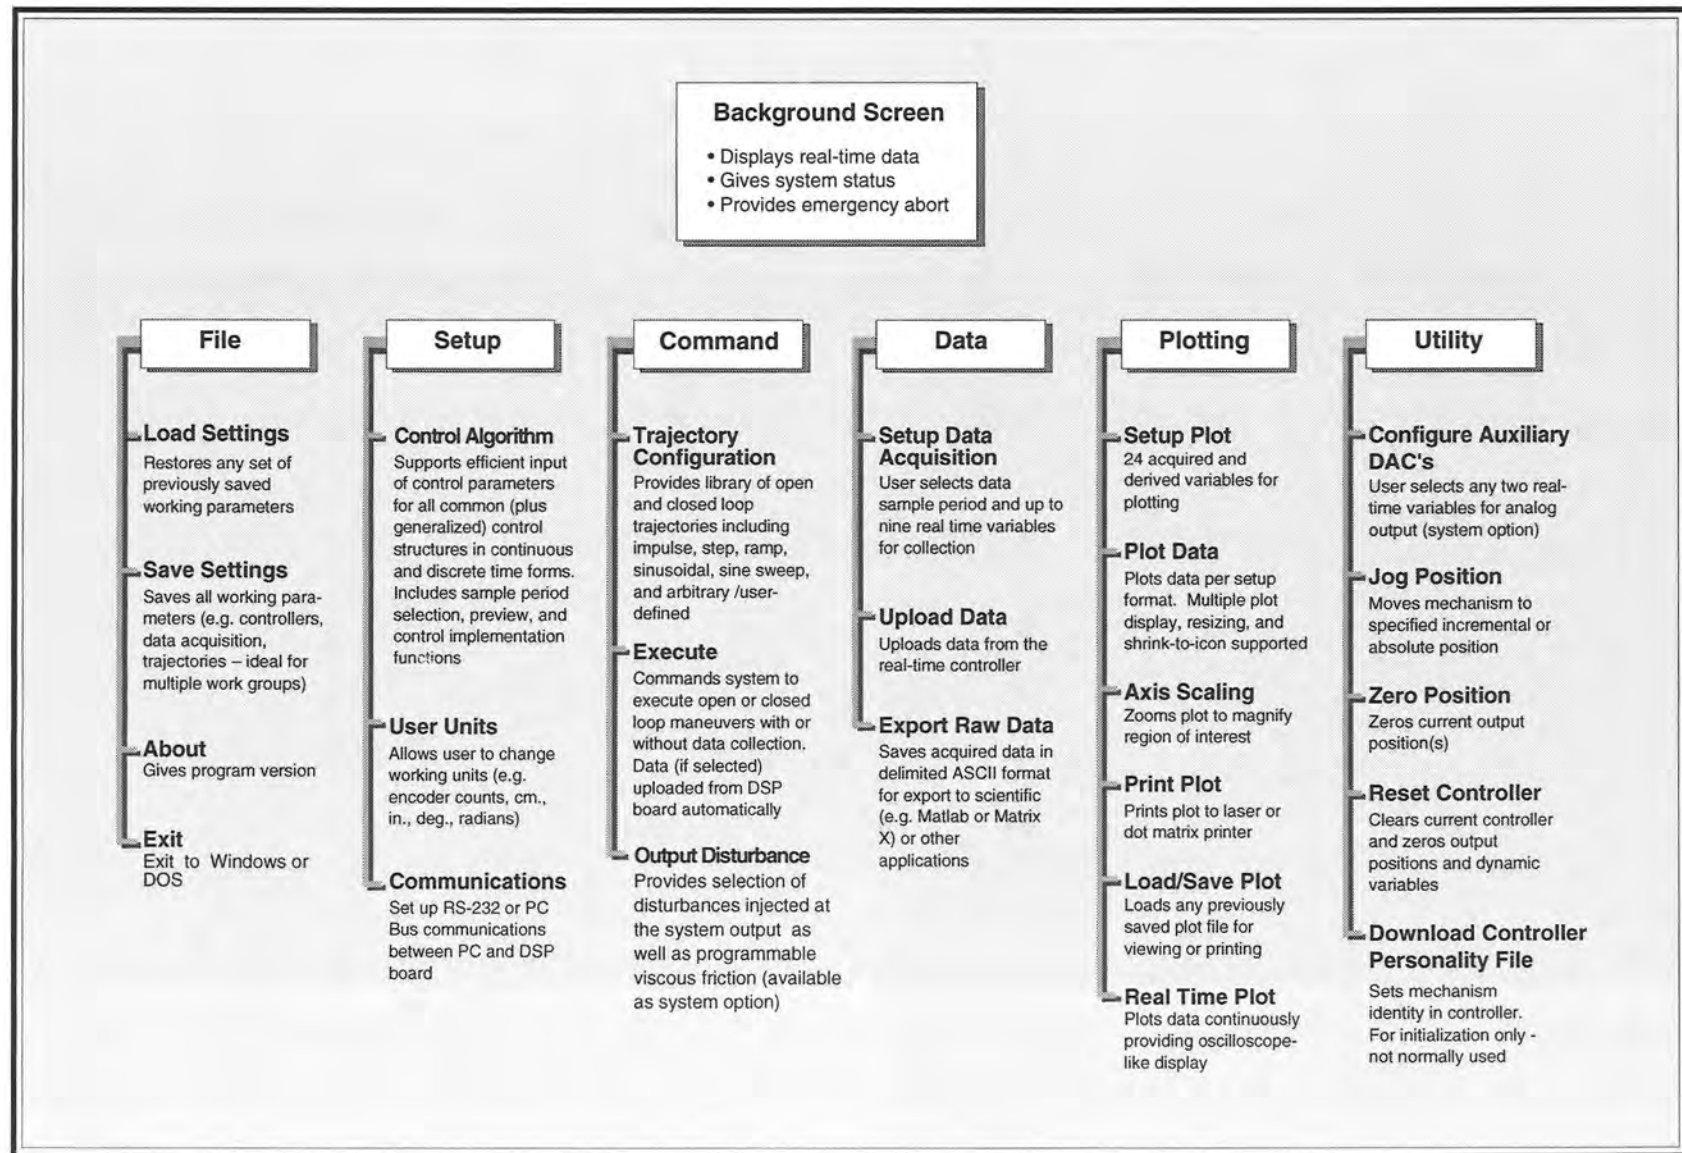 Background Screen
• Displays real-time data
• Gives system status
• Provides emergency abort
File
Load Settings
Restores any set of
previously saved
working parameters
Save Settings
Saves all working para-
meters (e.g. controllers,
data acquisition,
trajectories – ideal for
multiple work groups)
About
Gives program version
Exit
Exit to Windows or
DOS
Setup
Control Algorithm
Supports efficient input
of control parameters
for all common (plus
generalized) control
structures in continuous
and discrete time forms.
Includes sample period
selection, preview, and
control implementation
functions
User Units
Allows user to change
working units (e.g.
encoder counts, cm.,
in., deg., radians)
Communications
Set up RS-232 or PC
Bus communications
between PC and DSP
board
Command
Trajectory
Configuration
Provides library of open
and closed loop
trajectories including
impulse, step, ramp,
sinusoidal, sine sweep,
and arbitrary /user-
defined
Execute
Commands system to
execute open or closed
loop maneuvers with or
without data collection.
Data (if selected)
uploaded from DSP
board automatically
Output Disturbance
Provides selection of
disturbances injected at
the system output as
well as programmable
viscous friction (available
as system option)
Data
Setup Data
Acquisition
User selects data
sample period and up to
nine real time variables
for collection
Upload Data
Uploads data from the
real-time controller
Export Raw Data
Saves acquired data in
delimited ASCII format
for export to scientific
(e.g. Matlab or Matrix
X) or other
applications
Plotting
Setup Plot
24 acquired and
derived variables for
plotting
Plot Data
Plots data per setup
format. Multiple plot
display, resizing, and
shrink-to-icon supported
Axis Scaling
Zooms plot to magnify
region of interest
Print Plot
Prints plot to laser or
dot matrix printer
Load/Save Plot
Loads any previously
saved plot file for
viewing or printing
Real Time Plot
Plots data continuously
providing oscilloscope-
like display
Utility
Configure Auxiliary
DAC's
User selects any two real-
time variables for analog
output (system option)
Jog Position
Moves mechanism to
specified incremental or
absolute position
Zero Position
Zeros current output
position(s)
Reset Controller
Clears current controller
and zeros output
positions and dynamic
variables
Download Controller
Personality File
Sets mechanism
identity in controller.
For initialization only -
not normally used